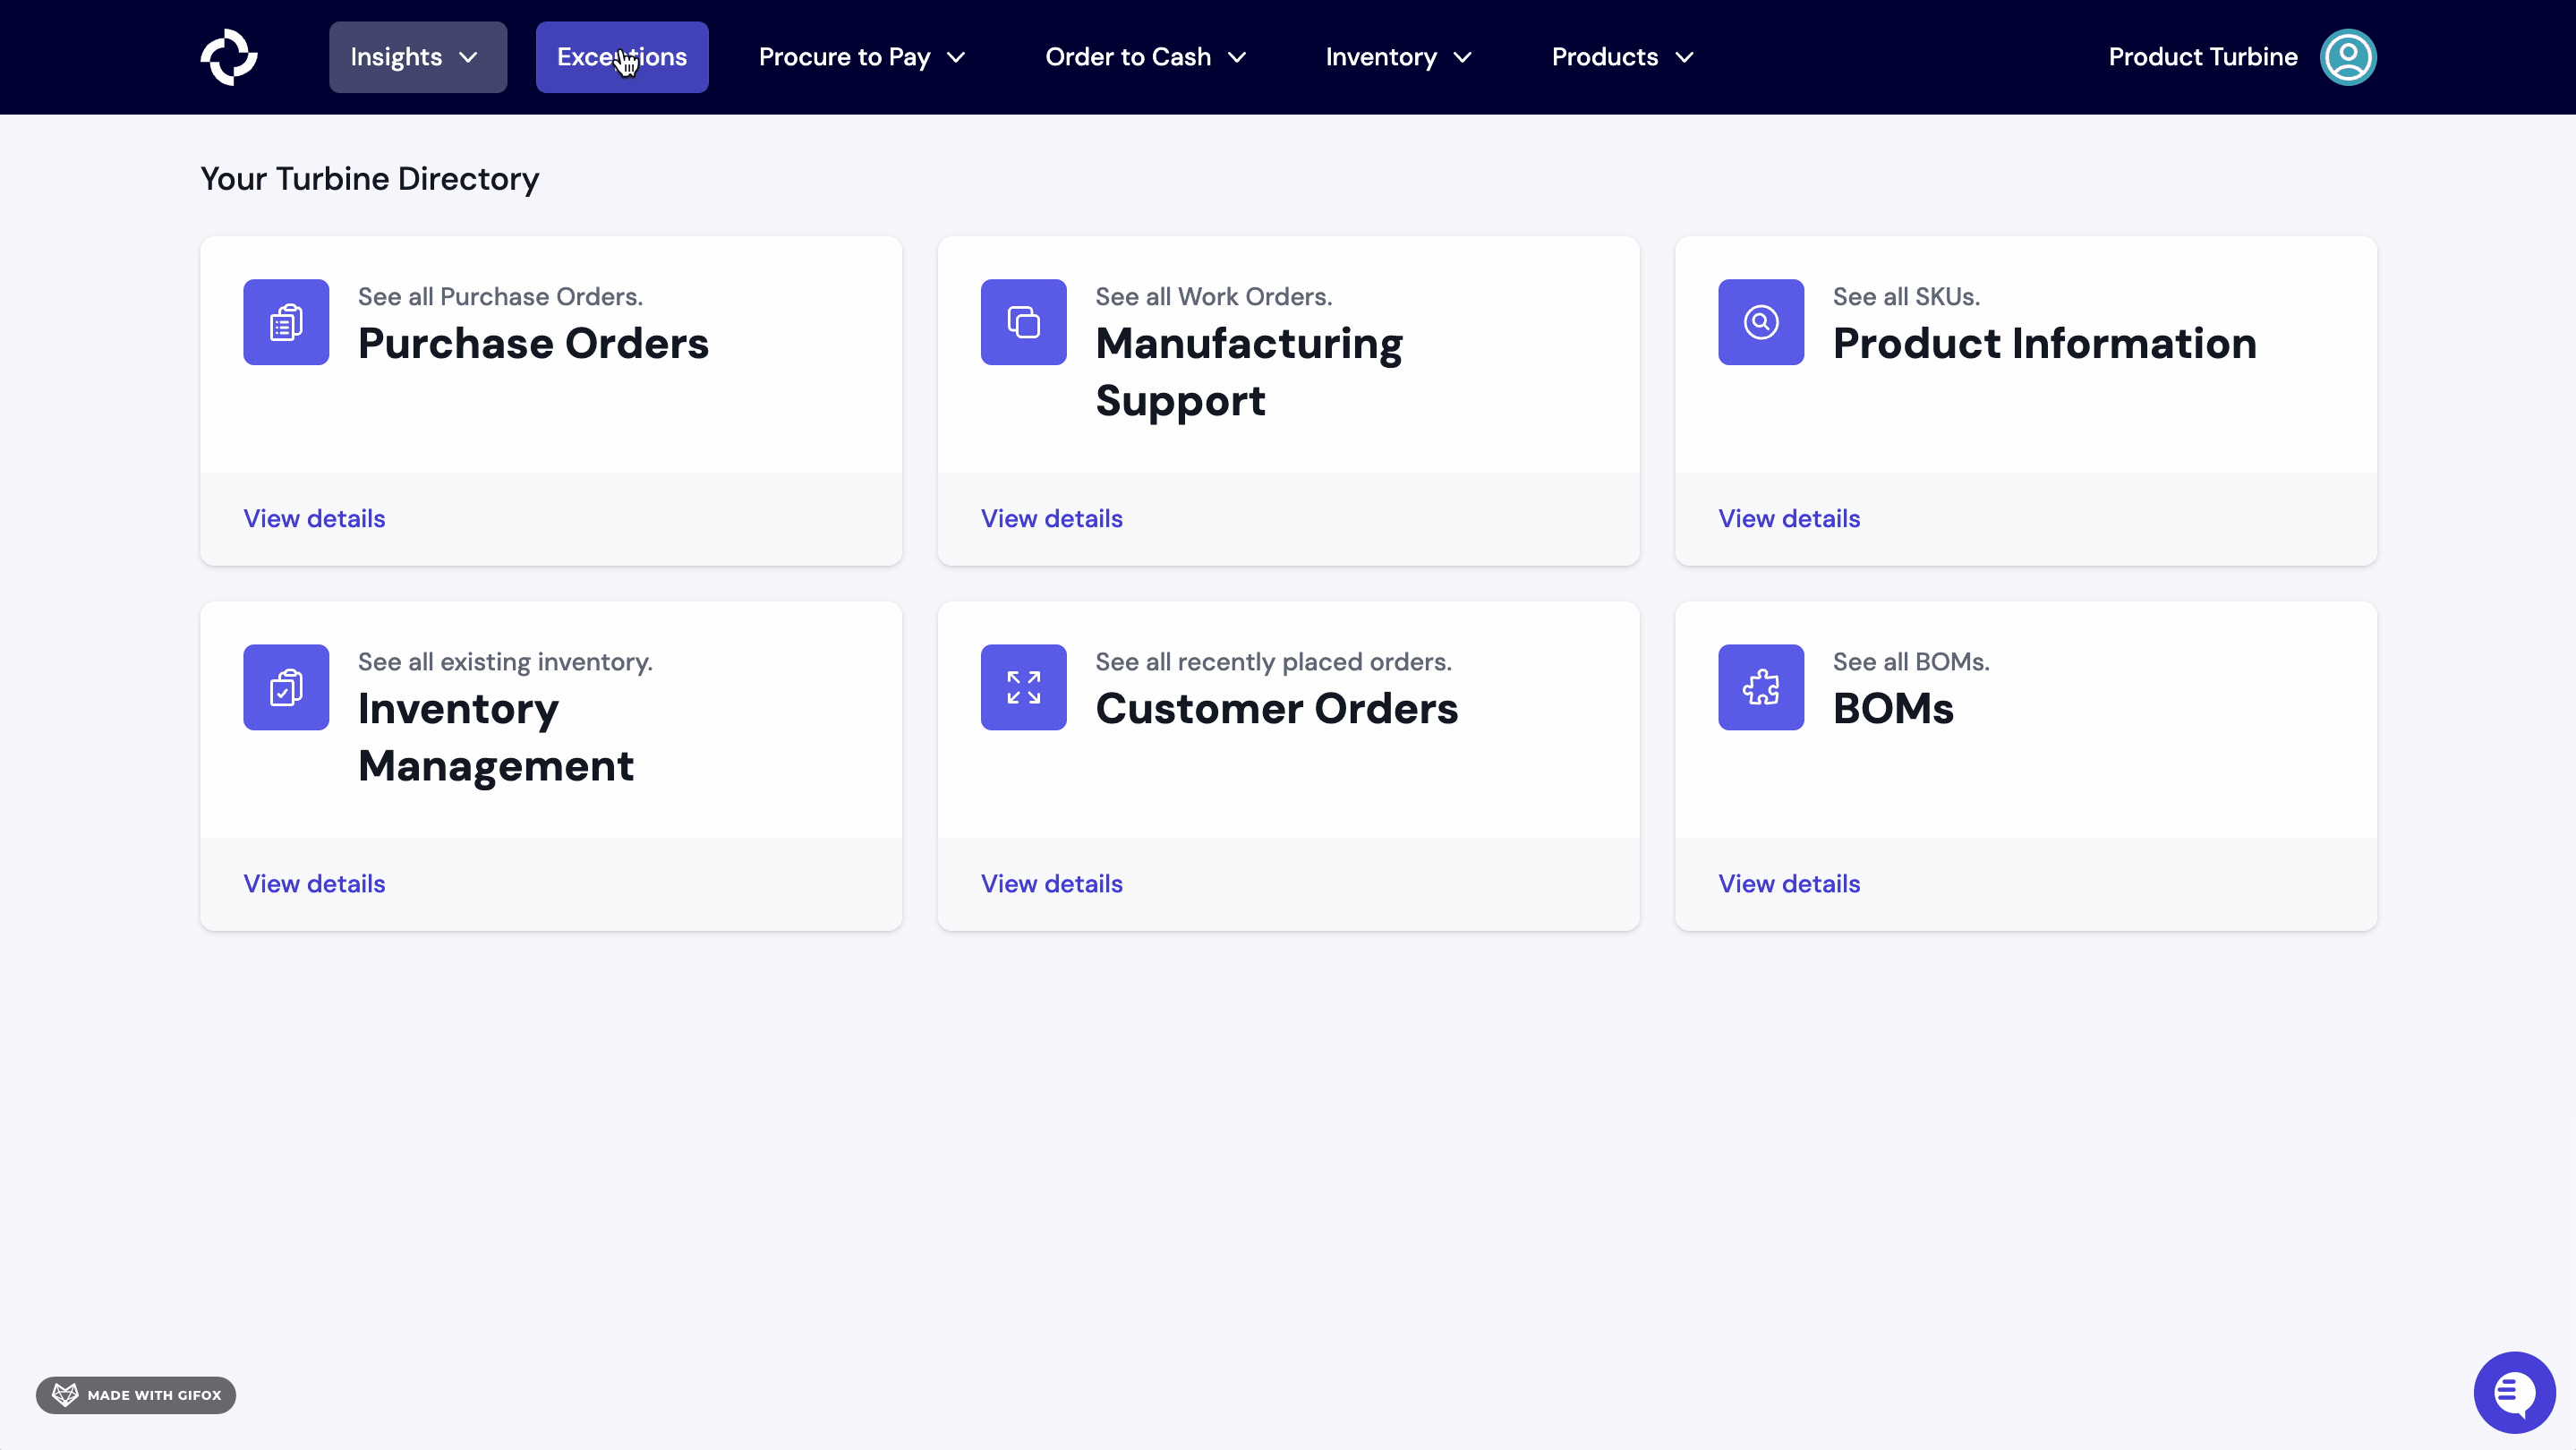 Insights
Exceptions
Procure to Pay
Order to Cash
Inventory
Products
Product Turbine
Your Turbine Directory
See all Purchase Orders.
Purchase Orders
View details
See all Work Orders.
Manufacturing
Support
View details
See all SKUs.
Product Information
View details
See all existing inventory.
Inventory
Management
View details
See all recently placed orders.
Customer Orders
View details
See all BOMs.
BOMs
View details
MADE WITH GIFOX